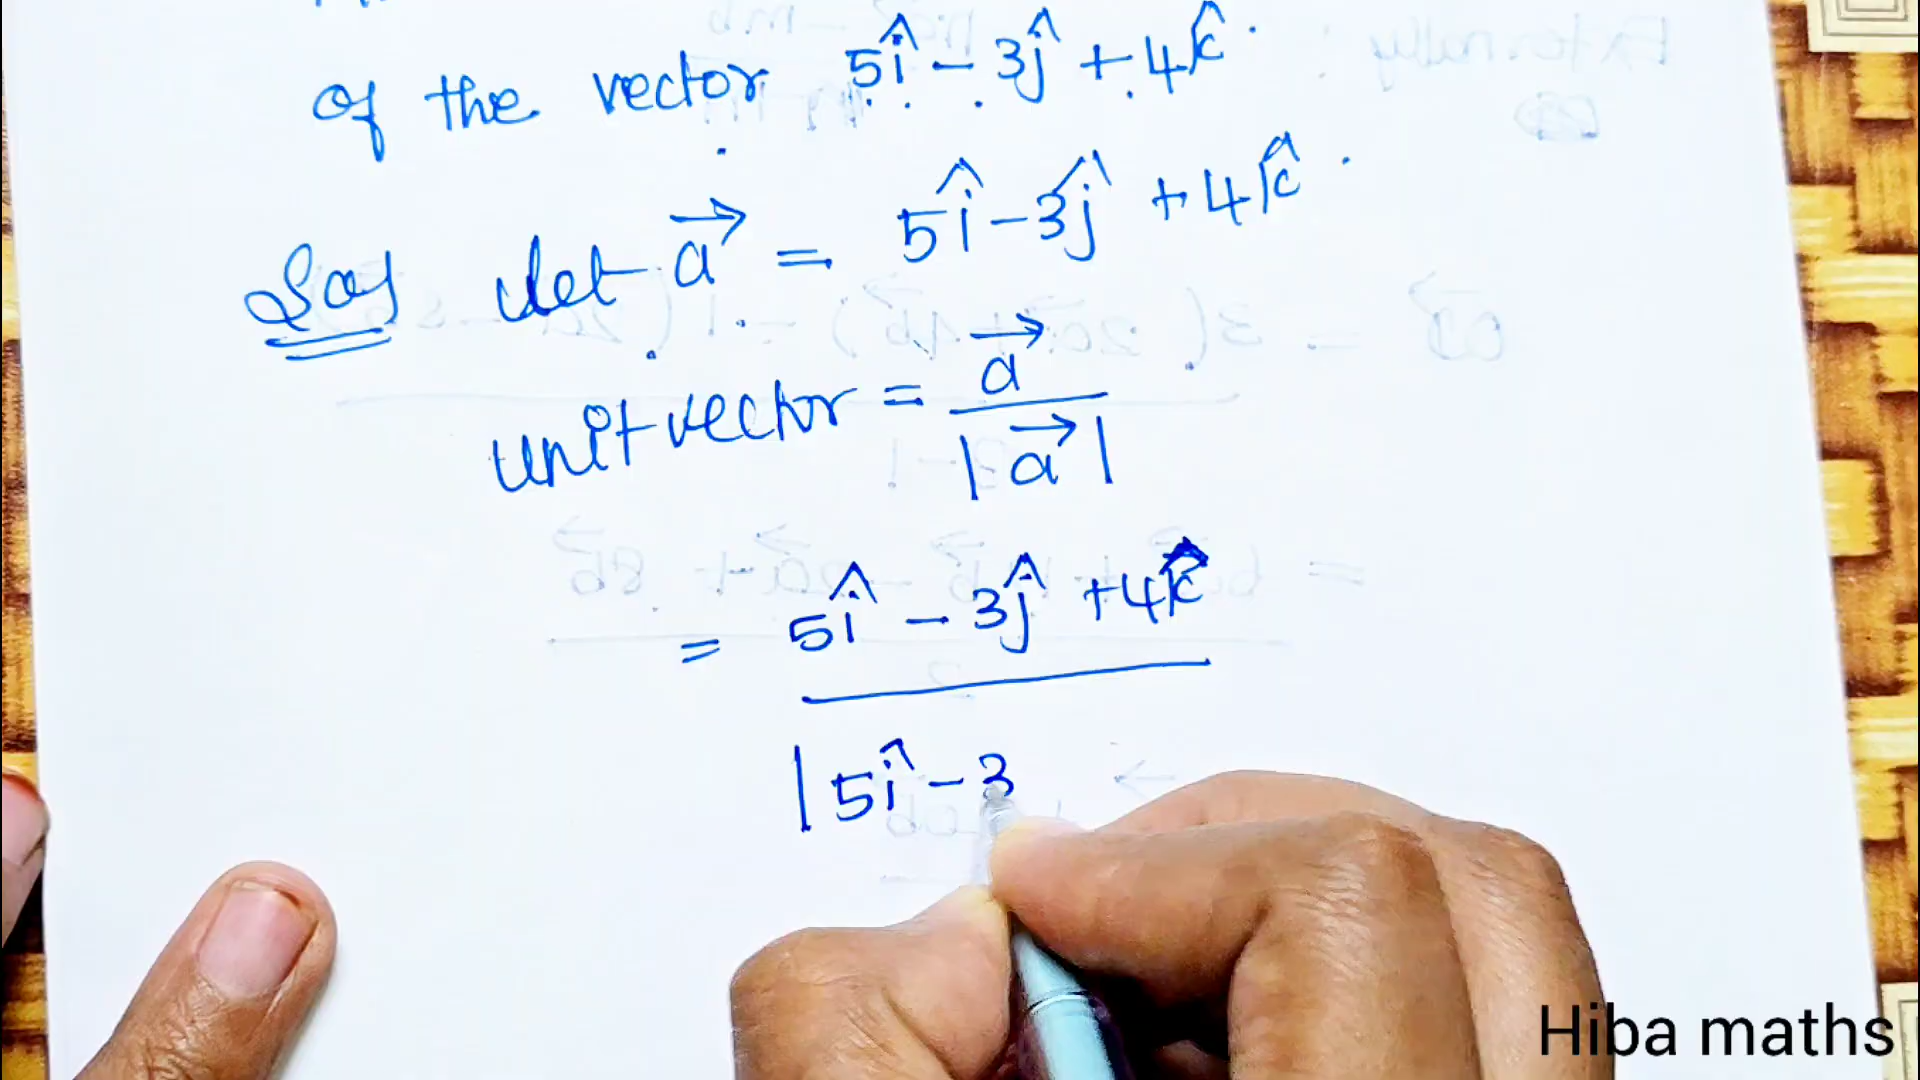 of the vector 5î - 3ĵ + 4k̂.
Sol let a⃗ = 5î - 3ĵ + 4k̂.
unit vector = a⃗
|a⃗|
= 5î - 3ĵ + 4k̂
|5î - 3
Hiba maths